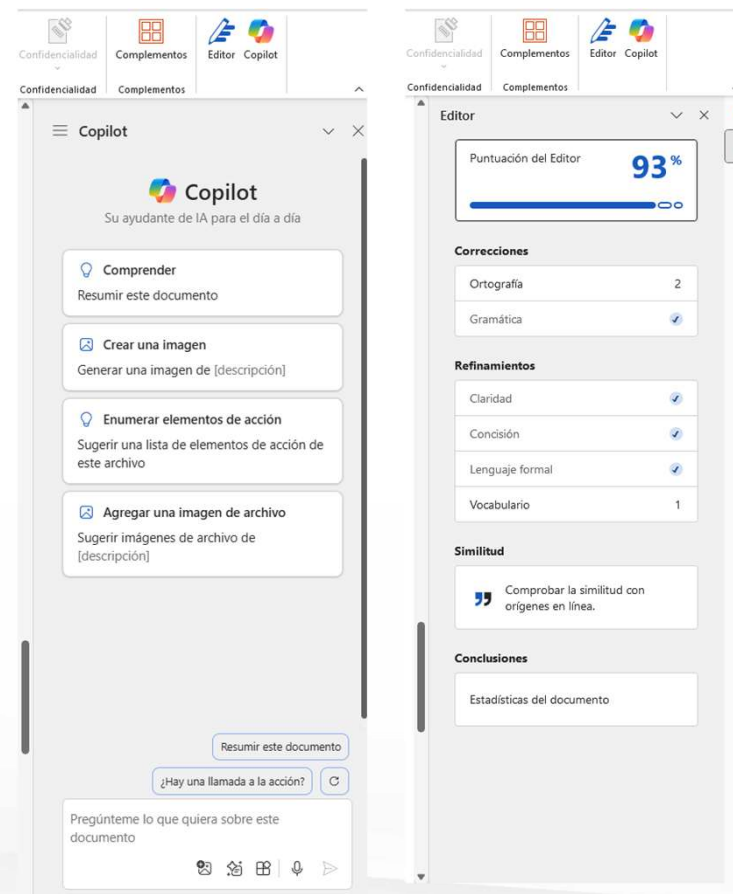 Confidencialidad
Complementos
Editor
Copilot
Confidencialidad
Complementos
Copilot
Copilot
Su ayudante de IA para el día a día
Comprender
Resumir este documento
Crear una imagen
Generar una imagen de [descripción]
Enumerar elementos de acción
Sugerir una lista de elementos de acción de
este archivo
Agregar una imagen de archivo
Sugerir imágenes de archivo de
[descripción]
Resumir este documento
¿Hay una llamada a la acción?
Pregúnteme lo que quiera sobre este
documento
Confidencialidad
Complementos
Editor
Copilot
Confidencialidad
Complementos
Editor
Puntuación del Editor
93%
Correcciones
Ortografía 2
Gramática
Refinamientos
Claridad
Concisión
Lenguaje formal
Vocabulario 1
Similitud
Comprobar la similitud con
orígenes en línea.
Conclusiones
Estadísticas del documento